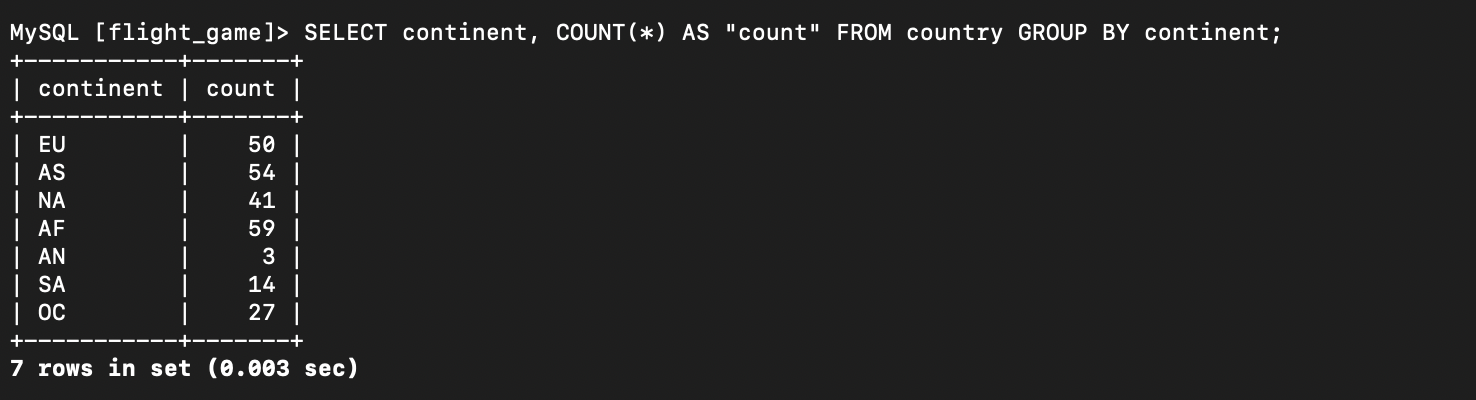 MySQL [flight_game]> SELECT continent, COUNT(*) AS "count" FROM country GROUP BY continent;
+-----------+-------+
| continent | count |
+-----------+-------+
| EU        |    50 |
| AS        |    54 |
| NA        |    41 |
| AF        |    59 |
| AN        |     3 |
| SA        |    14 |
| OC        |    27 |
+-----------+-------+
7 rows in set (0.003 sec)